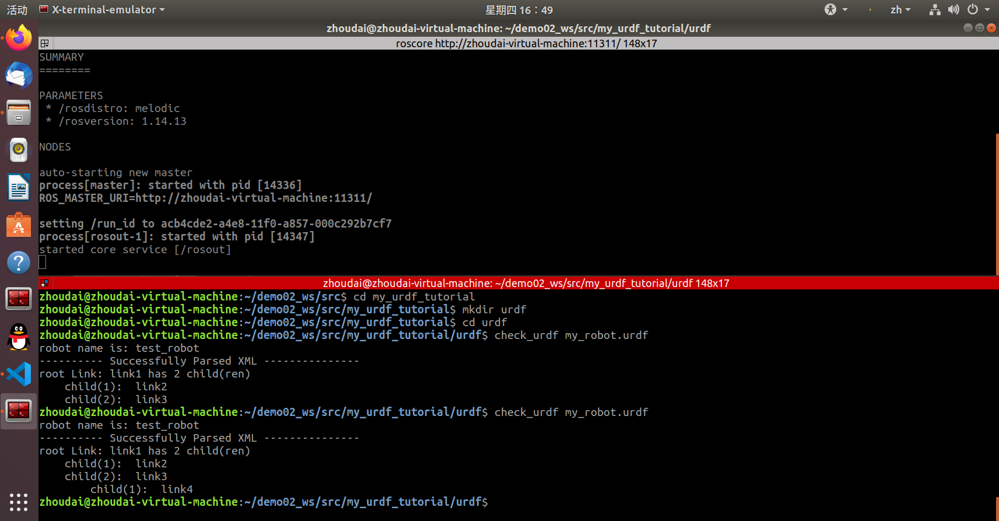 活动 X-terminal-emulator 星期四 16：49 zh
zhoudai@zhoudai-virtual-machine: ~/demo02_ws/src/my_urdf_tutorial/urdf
roscore http://zhoudai-virtual-machine:11311/ 148x17
SUMMARY
========
PARAMETERS
* /rosdistro: melodic
* /rosversion: 1.14.13
NODES
auto-starting new master
process[master]: started with pid [14336]
ROS_MASTER_URI=http://zhoudai-virtual-machine:11311/
setting /run_id to acb4cde2-a4e8-11f0-a857-000c292b7cf7
process[rosout-1]: started with pid [14347]
started core service [/rosout]
zhoudai@zhoudai-virtual-machine: ~/demo02_ws/src/my_urdf_tutorial/urdf 148x17
zhoudai@zhoudai-virtual-machine:~/demo02_ws/src$ cd my_urdf_tutorial
zhoudai@zhoudai-virtual-machine:~/demo02_ws/src/my_urdf_tutorial$ mkdir urdf
zhoudai@zhoudai-virtual-machine:~/demo02_ws/src/my_urdf_tutorial$ cd urdf
zhoudai@zhoudai-virtual-machine:~/demo02_ws/src/my_urdf_tutorial/urdf$ check_urdf my_robot.urdf
robot name is: test_robot
---------- Successfully Parsed XML ---------------
root Link: link1 has 2 child(ren)
    child(1):  link2
    child(2):  link3
zhoudai@zhoudai-virtual-machine:~/demo02_ws/src/my_urdf_tutorial/urdf$ check_urdf my_robot.urdf
robot name is: test_robot
---------- Successfully Parsed XML ---------------
root Link: link1 has 2 child(ren)
    child(1):  link2
    child(2):  link3
        child(1):  link4
zhoudai@zhoudai-virtual-machine:~/demo02_ws/src/my_urdf_tutorial/urdf$